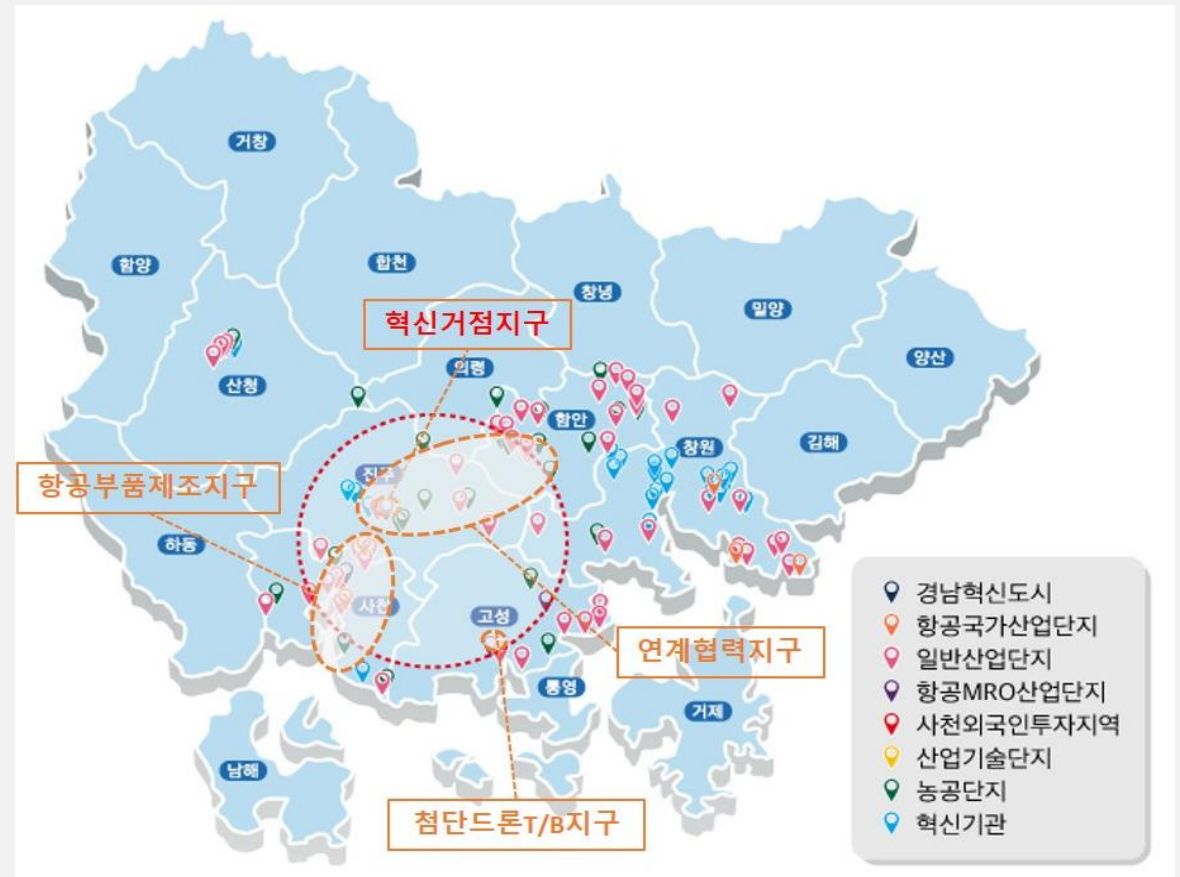 거창
함양
합천
창녕
밀양
혁신거점지구
양산
산청
의령
함안
창원
김해
진주
항공부품제조지구
하동
사천
고성
연계협력지구
통영
거제
남해
첨단드론T/B지구
경남혁신도시
항공국가산업단지
일반산업단지
항공MRO산업단지
사천외국인투자지역
산업기술단지
농공단지
혁신기관